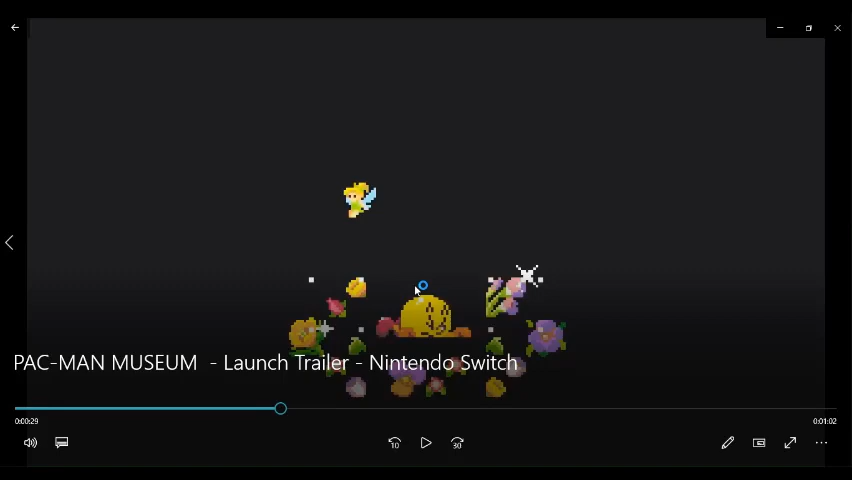 PAC-MAN MUSEUM  - Launch Trailer - Nintendo Switch
0:00:29
0:01:02
10
30